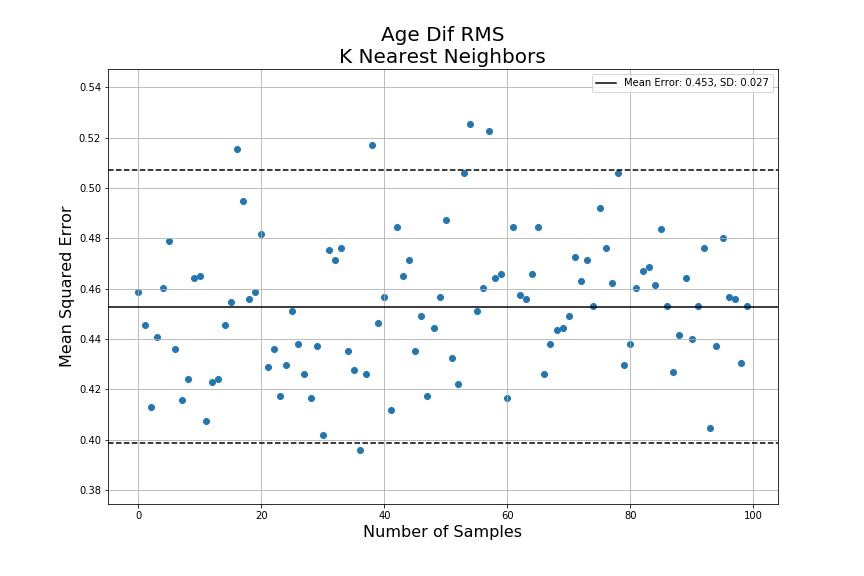 Age Dif RMS
K Nearest Neighbors
Mean Error: 0.453, SD: 0.027
Mean Squared Error
0.54
0.52
0.50
0.48
0.46
0.44
0.42
0.40
0.38
0 20 40 60 80 100
Number of Samples